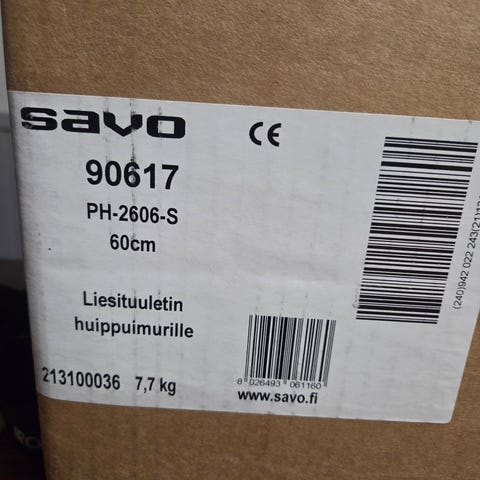 savo
CE
90617
PH-2606-S
60cm
Liesituuletin
huippuimurille
213100036 7,7 kg
8 026493 061160
www.savo.fi
(240)942 022 243(21)